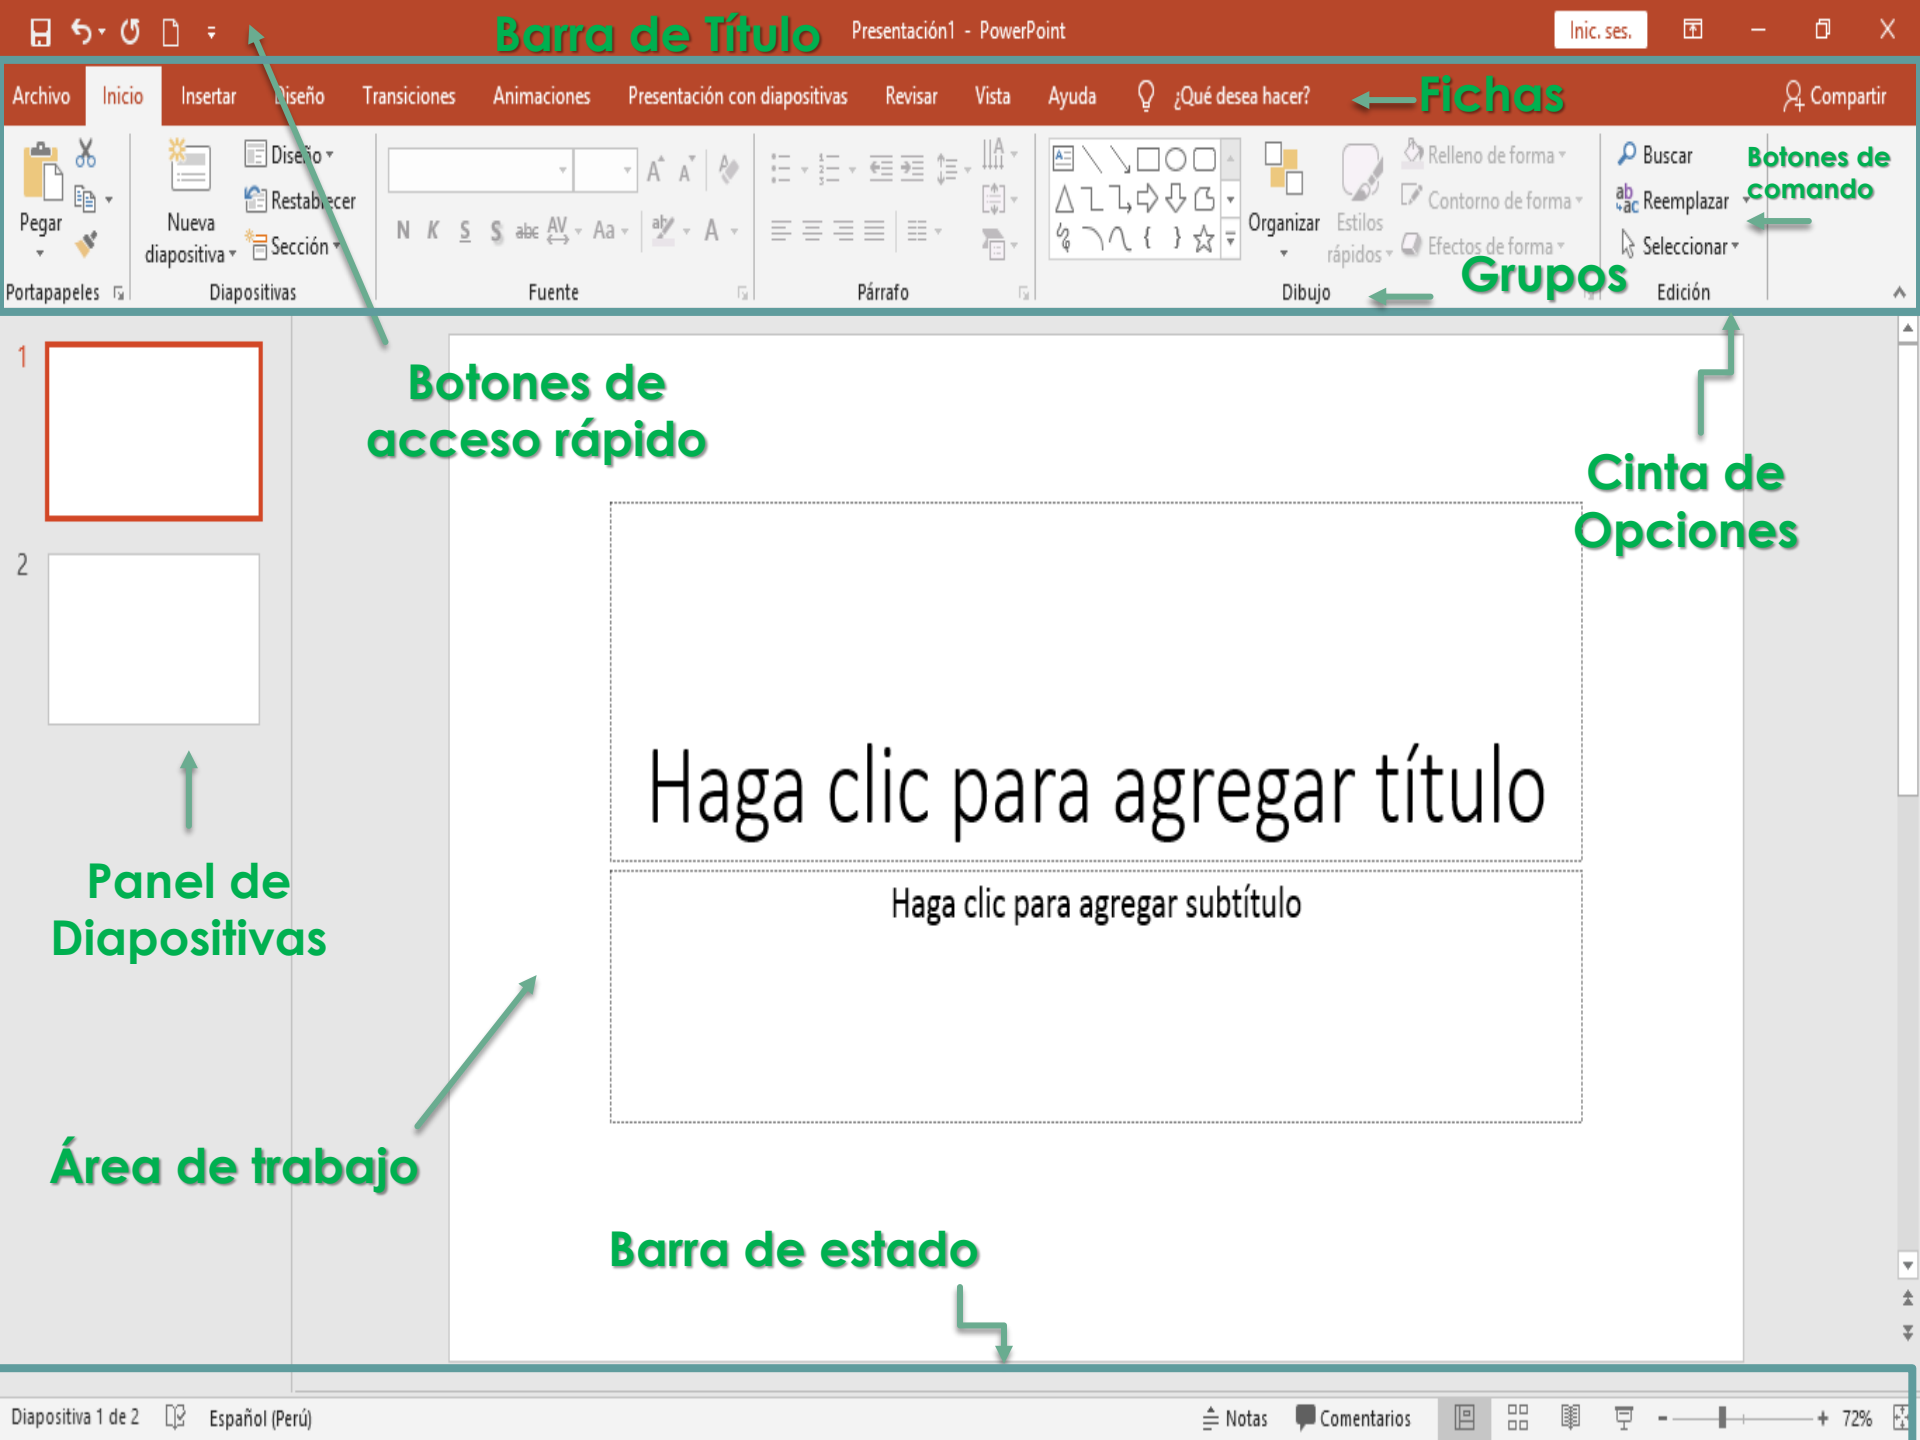 Barra de Título
Presentación1 - PowerPoint
Inic. ses.
Archivo Inicio Insertar Diseño Transiciones Animaciones Presentación con diapositivas Revisar Vista Ayuda ¿Qué desea hacer? Fichas Compartir
Pegar
Portapapeles
Nueva
diapositiva
Diseño
Restablecer
Sección
Diapositivas
N K S S abc AV Aa A
Fuente
Párrafo
Organizar
Estilos
rápidos
Relleno de forma
Contorno de forma
Efectos de forma
Dibujo
Grupos
Buscar
Reemplazar
Seleccionar
Edición
Botones de
comando
1
2
Botones de
acceso rápido
Cinta de
Opciones
Haga clic para agregar título
Haga clic para agregar subtítulo
Panel de
Diapositivas
Área de trabajo
Barra de estado
Diapositiva 1 de 2 Español (Perú) Notas Comentarios 72%